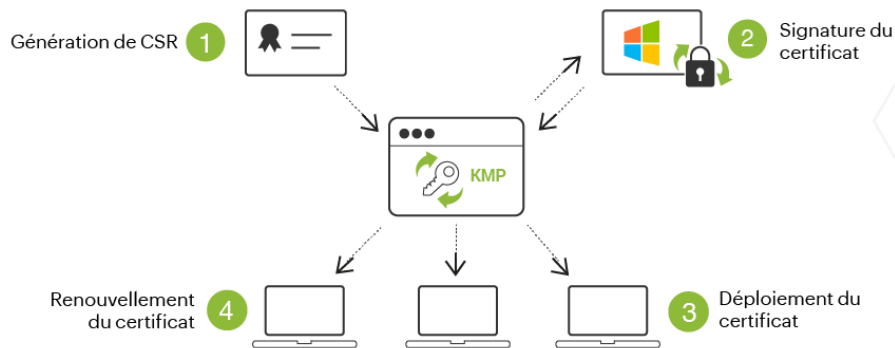 Génération de CSR
1
2
Signature du
certificat
KMP
Renouvellement
du certificat
4
3
Déploiement du
certificat